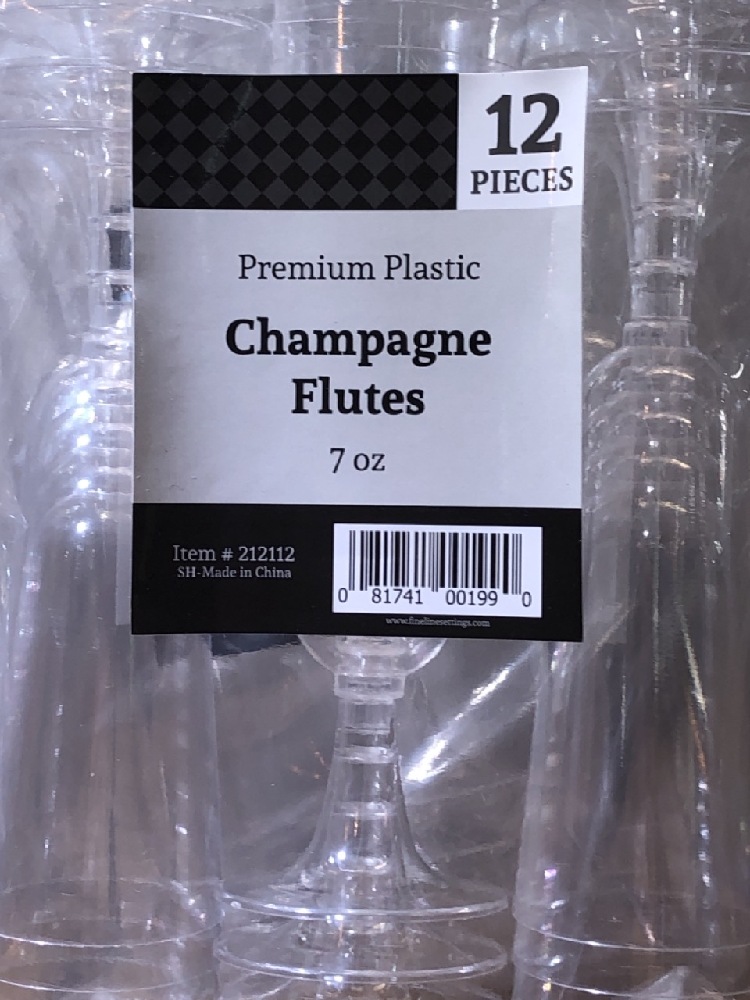 12
PIECES
Premium Plastic
Champagne
Flutes
7 oz
Item # 212112
SH-Made in China
0 81741 00199 0
www.finelinesettings.com